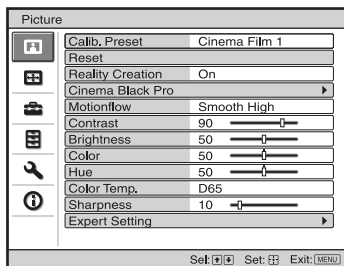 Picture
Calib. Preset Cinema Film 1
Reset
Reality Creation On
Cinema Black Pro
Motionflow Smooth High
Contrast 90
Brightness 50
Color 50
Hue 50
Color Temp. D65
Sharpness 10
Expert Setting
Sel: Set: Exit: MENU